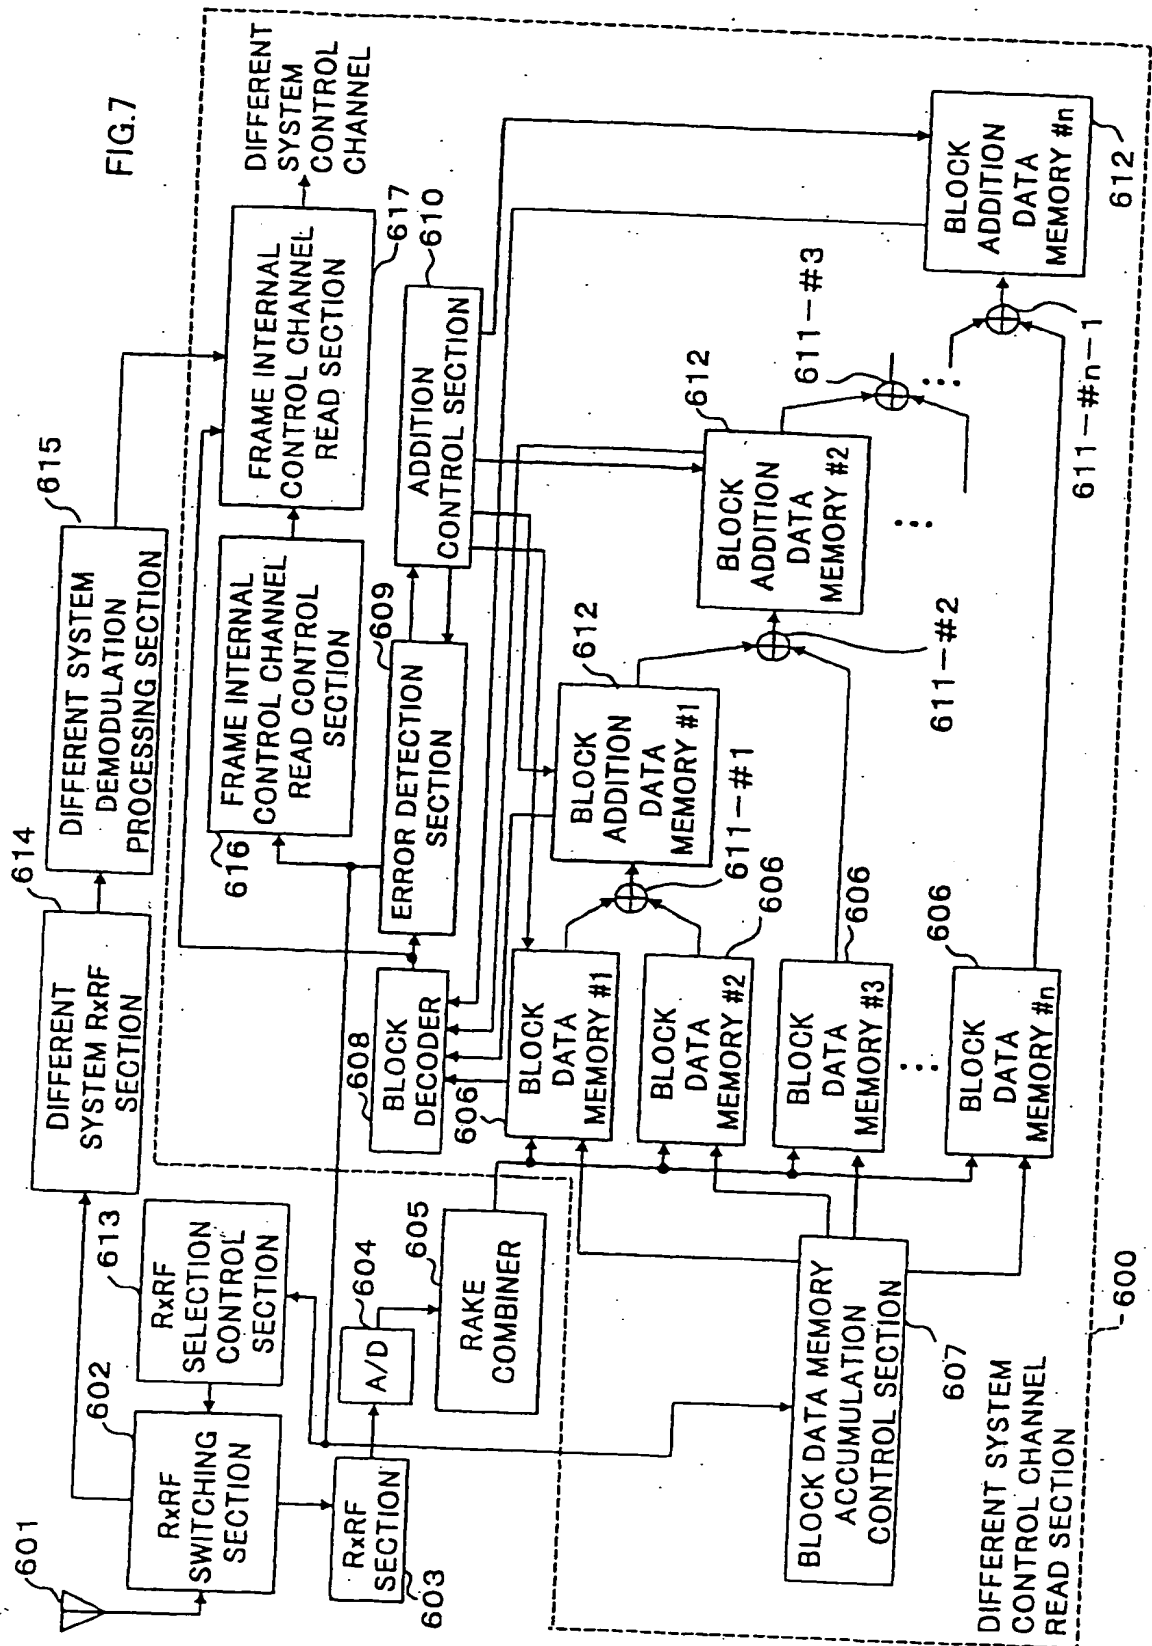 FIG.7
601
602
RxRF
SWITCHING
SECTION
613
RxRF
SELECTION
CONTROL
SECTION
614
DIFFERENT
SYSTEM RxRF
SECTION
615
DIFFERENT SYSTEM
DEMODULATION
PROCESSING SECTION
603
RxRF
SECTION
604
A/D
605
RAKE
COMBINER
616
FRAME INTERNAL
CONTROL CHANNEL
READ CONTROL
SECTION
FRAME INTERNAL
CONTROL CHANNEL
READ SECTION
617
DIFFERENT
SYSTEM
CONTROL
CHANNEL
608
BLOCK
DECODER
609
ERROR DETECTION
SECTION
610
ADDITION
CONTROL SECTION
606
BLOCK
DATA
MEMORY #1
606
BLOCK
DATA
MEMORY #2
606
BLOCK
DATA
MEMORY #3
606
BLOCK
DATA
MEMORY #n
611-#1
612
BLOCK
ADDITION
DATA
MEMORY #1
611-#2
612
BLOCK
ADDITION
DATA
MEMORY #2
611-#3
611-#n-1
BLOCK
ADDITION
DATA
MEMORY #n
612
BLOCK DATA MEMORY
ACCUMULATION
CONTROL SECTION
607
DIFFERENT SYSTEM
CONTROL CHANNEL
READ SECTION
600